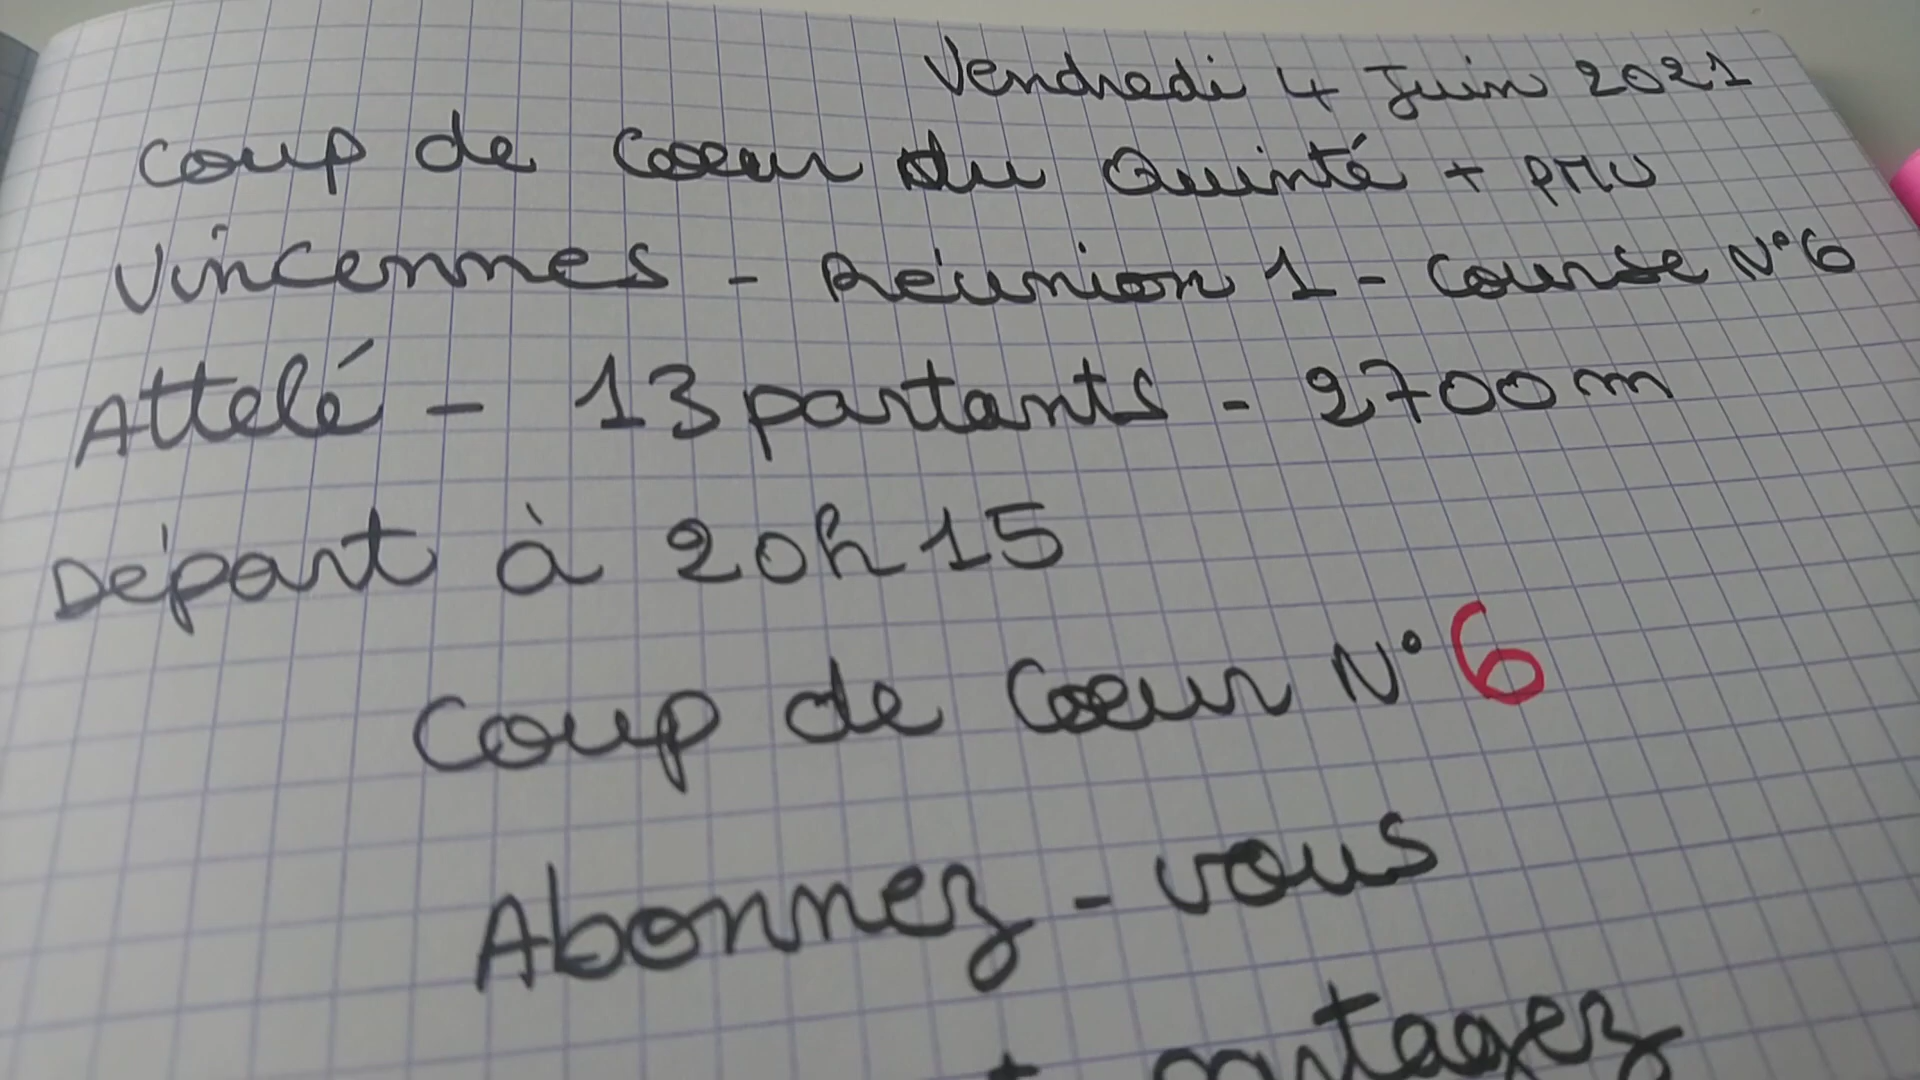 Vendredi 4 Juin 2021
Coup de Coeur du Quinté + PMU
Vincennes - Réunion 1 - Course N°6
Attelé - 13 partants - 2700 m
Départ à 20h15
Coup de Coeur N° 6
Abonnez-vous
partagez